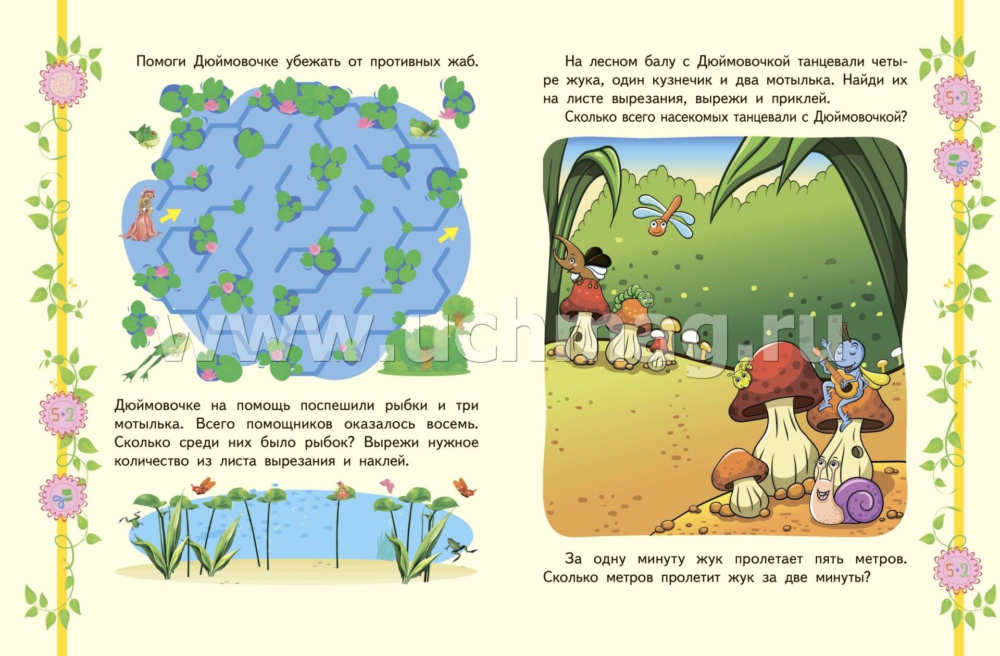 Помоги Дюймовочке убежать от противных жаб.
Дюймовочке на помощь поспешили рыбки и три
мотылька. Всего помощников оказалось восемь.
Сколько среди них было рыбок? Вырежи нужное
количество из листа вырезания и наклей.
5+2
На лесном балу с Дюймовочкой танцевали четы-
ре жука, один кузнечик и два мотылька. Найди их
на листе вырезания, вырежи и приклей.
Сколько всего насекомых танцевали с Дюймовочкой?
5+2
За одну минуту жук пролетает пять метров.
Сколько метров пролетит жук за две минуты?
5+2
www.uchmag.ru